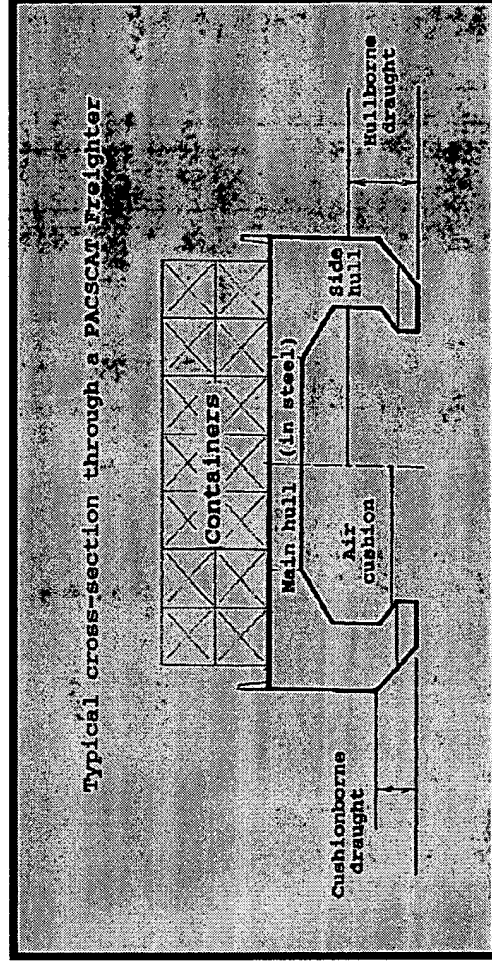 Typical cross-section through a PACSCAT Freighter
Containers
Main hull (in steel)
Air
cushion
Side
hull
Cushionborne
draught
Hullborne
draught